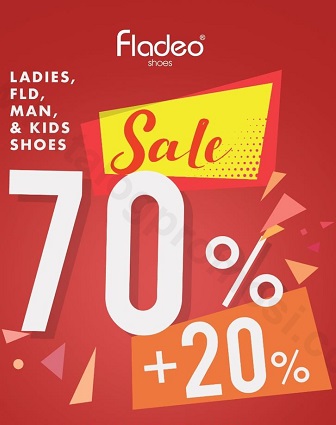 Fladeo®
shoes
LADIES,
FLD,
MAN,
& KIDS
SHOES
Sale
70%
+20%